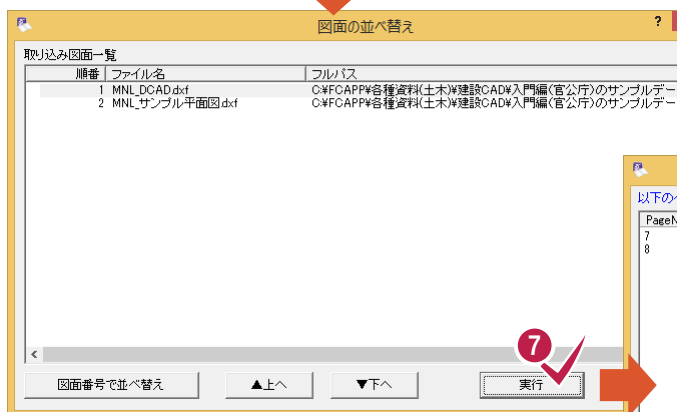 図面の並べ替え
?
取り込み図面一覧
順番 ファイル名 フルパス
1 MNL_DCAD.dxf C:¥FCAPP¥各種資料(土木)¥建設CAD¥入門編(官公庁)のサンプルデー
2 MNL_サンプル平面図.dxf C:¥FCAPP¥各種資料(土木)¥建設CAD¥入門編(官公庁)のサンプルデー
以下の
PageN
7
8
7
図面番号で並べ替え ▲上へ ▼下へ 実行